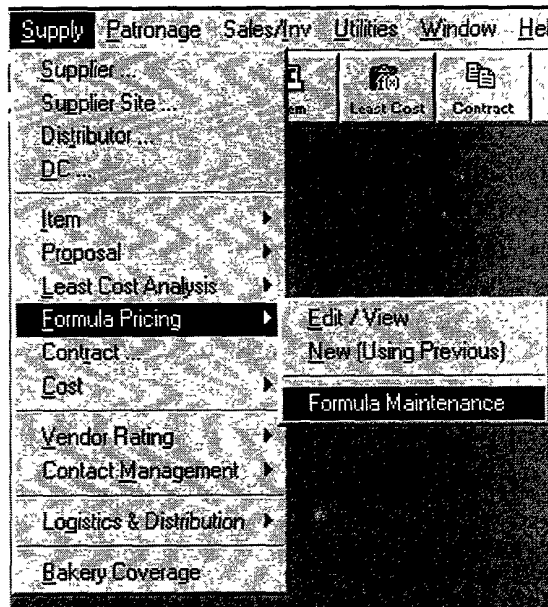 Supply Patronage Sales/Inv Utilities Window Hel
Supplier ...
Supplier Site ...
Distributor ...
DC ...
Least Cost Contract
Item
Proposal
Least Cost Analysis
Formula Pricing
Contract ...
Cost
Edit / View
New (Using Previous)
Formula Maintenance
Vendor Rating
Contact Management
Logistics & Distribution
Bakery Coverage